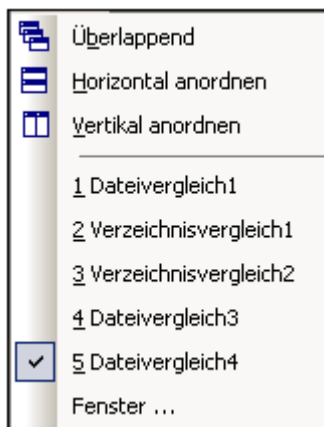 Überlappend
Horizontal anordnen
Vertikal anordnen
1 Dateivergleich1
2 Verzeichnisvergleich1
3 Verzeichnisvergleich2
4 Dateivergleich3
5 Dateivergleich4
Fenster ...